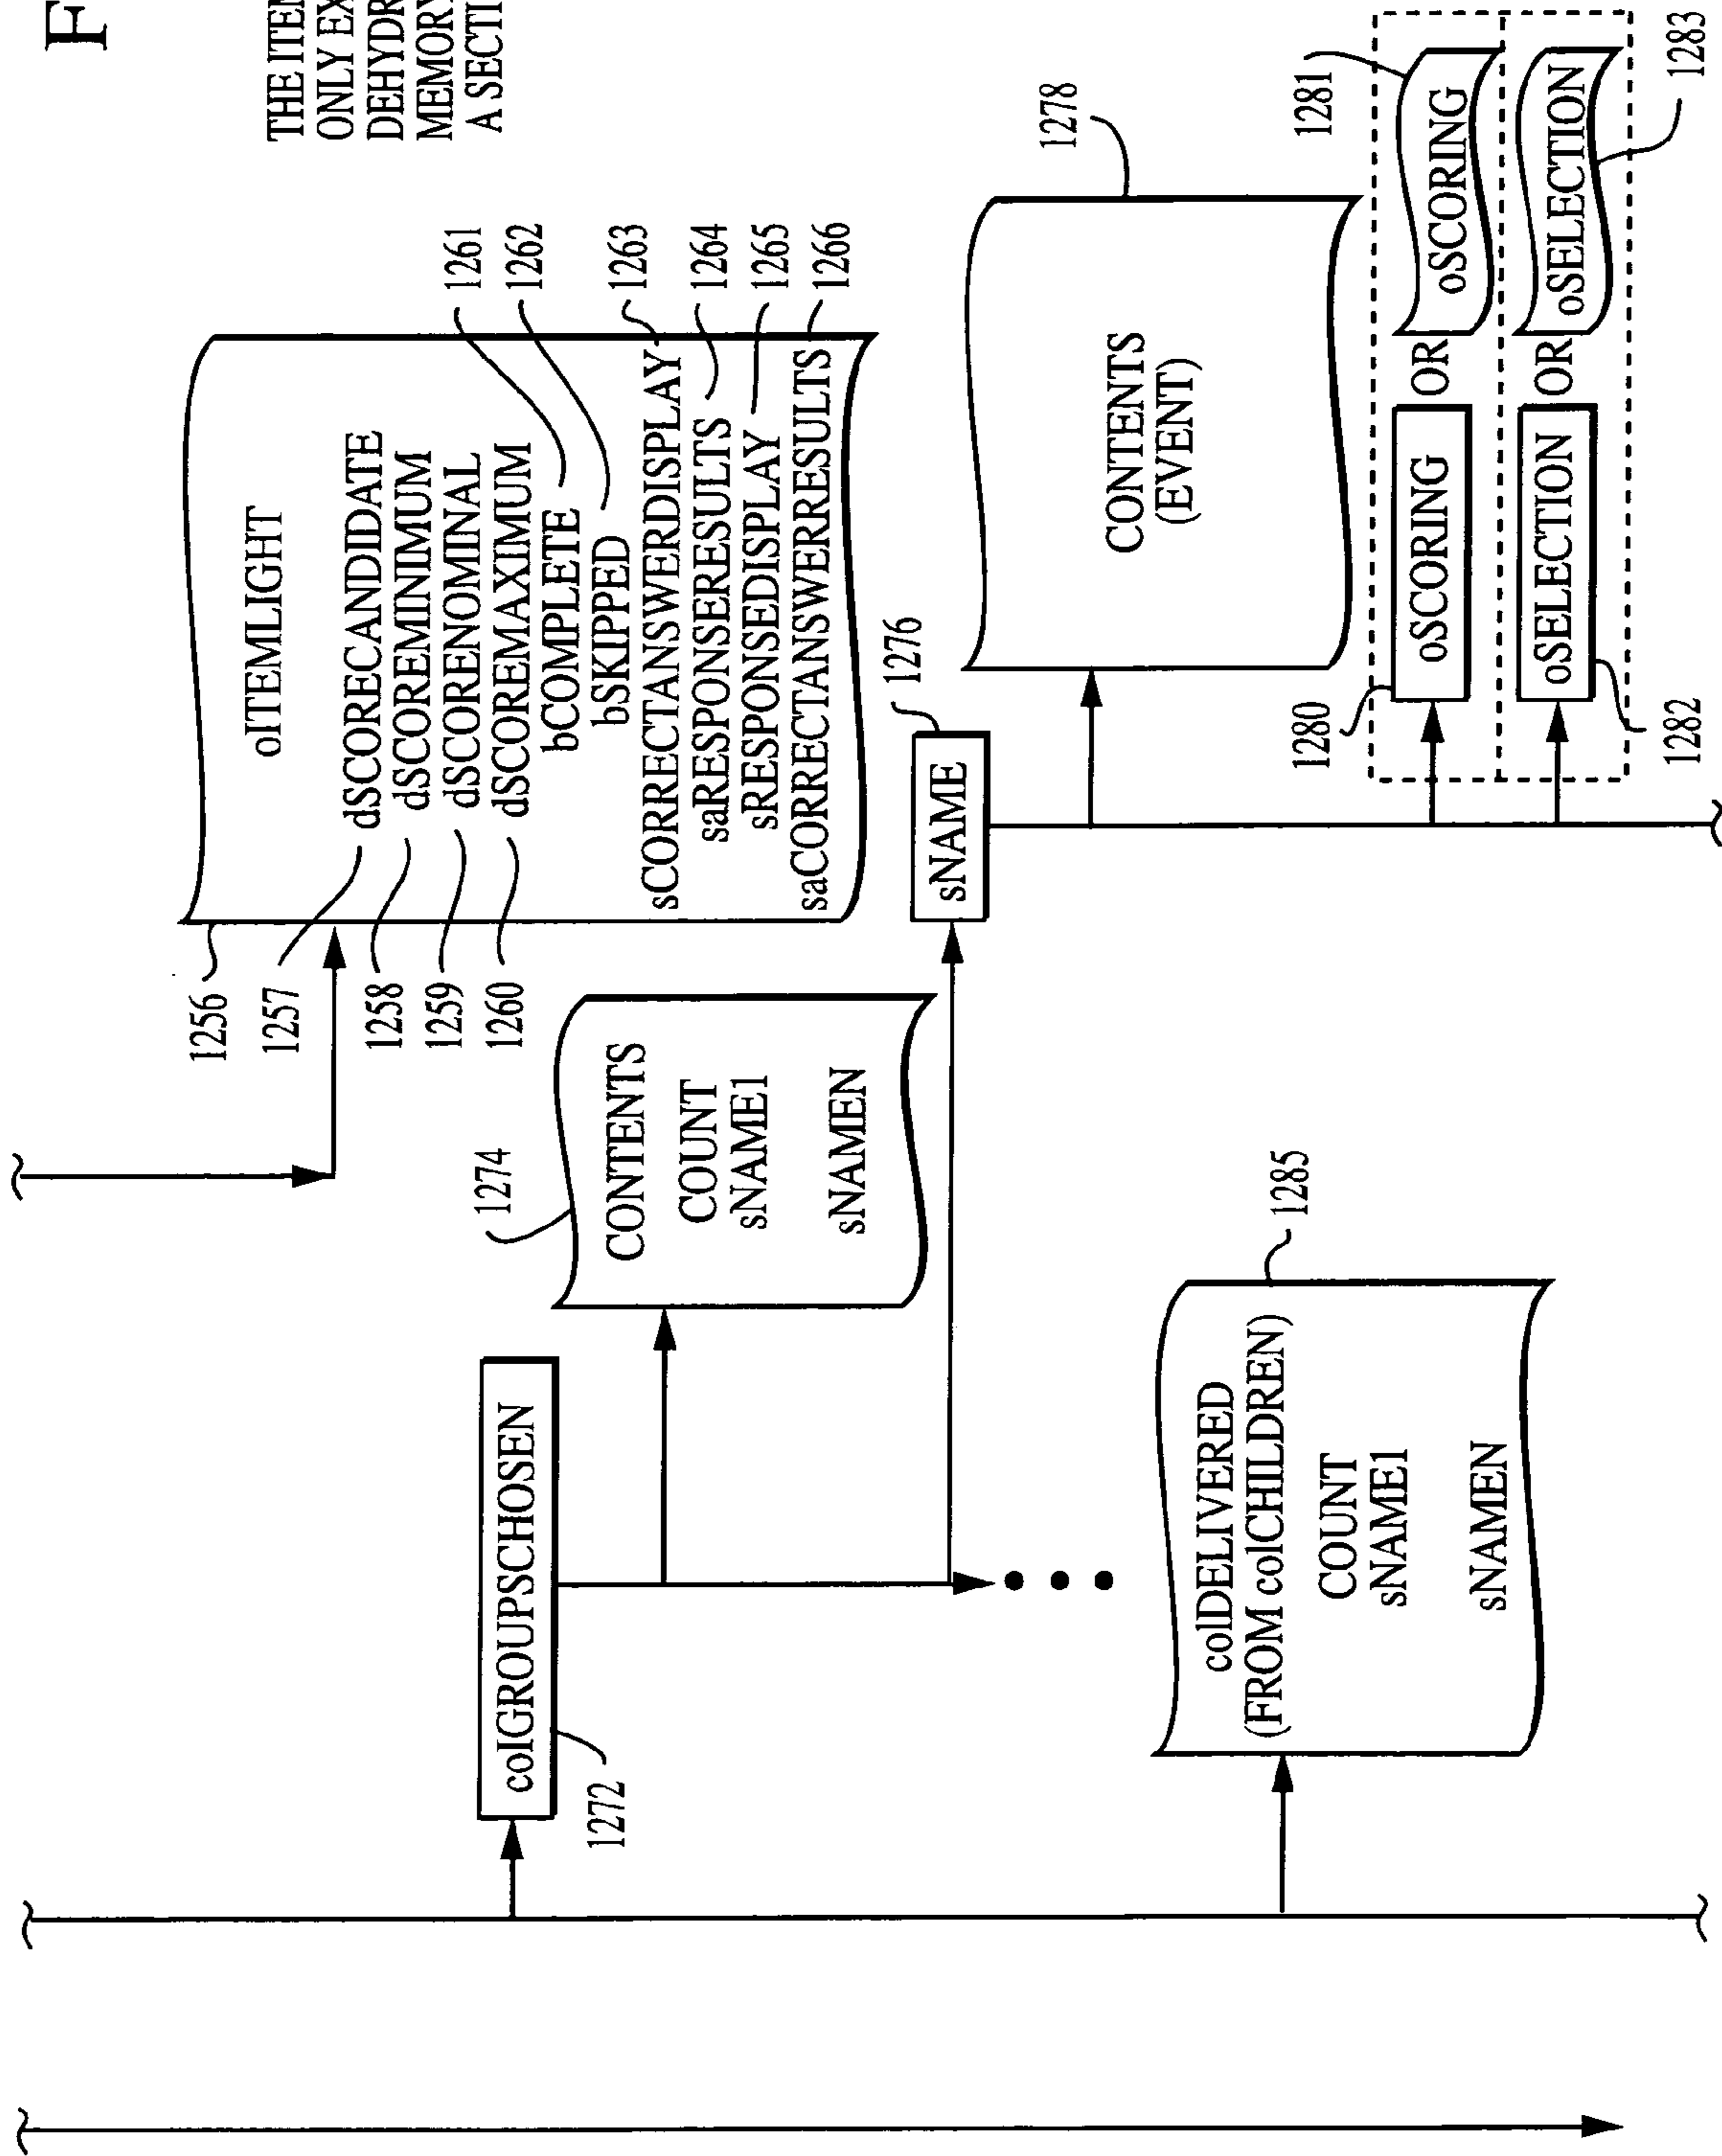 F
THE ITEM
ONLY EX
DEHYDR
MEMORY
A SECTI
oITEMLIGHT
dSCORECANDIDATE
dSCOREMINIMUM
dSCORENOMINAL
dSCOREMAXIMUM
bCOMPLETE
bSKIPPED
sCORRECTANSWERDISPLAY
saRESPONSERESULTS
sRESPONSEDISPLAY
saCORRECTANSWERRESULTS
1256
1257
1258
1259
1260
1261
1262
1263
1264
1265
1266
colGROUPSCHOSEN
1272
1274
CONTENTS
COUNT
sNAME1
sNAMEN
sNAME
1276
CONTENTS
(EVENT)
1278
1280
oSCORING
OR
oSCORING
1281
oSELECTION
OR
oSELECTION
1282
1283
colDELIVERED
(FROM colCHILDREN)
COUNT
sNAME1
sNAMEN
1285